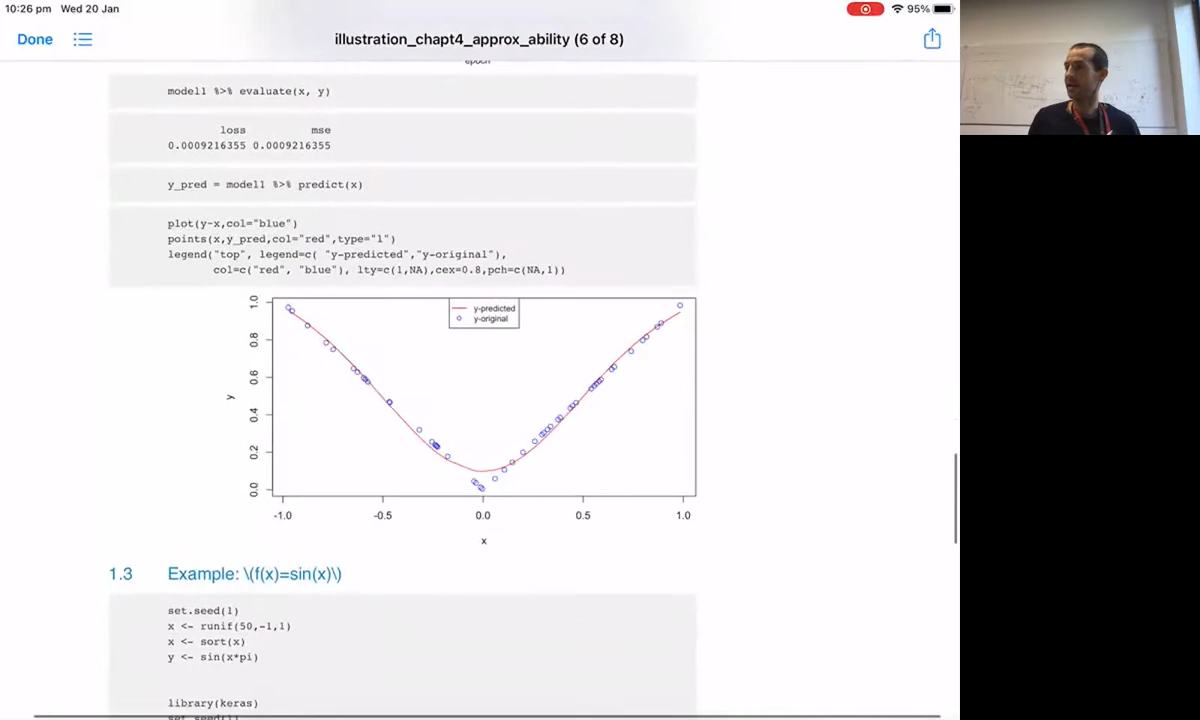 10:26 pm Wed 20 Jan
95%
Done
illustration_chapt4_approx_ability (6 of 8)
epoch
model1 %>% evaluate(x, y)
loss mse
0.0009216355 0.0009216355
y_pred = model1 %>% predict(x)
plot(y~x,col="blue")
points(x,y_pred,col="red",type="l")
legend("top", legend=c( "y-predicted","y-original"),
col=c("red", "blue"), lty=c(1,NA),cex=0.8,pch=c(NA,1))
y-predicted
y-original
1.0
0.8
0.6
0.4
0.2
0.0
y
-1.0 -0.5 0.0 0.5 1.0
x
1.3 Example: \(f(x)=sin(x)\)
set.seed(1)
x <- runif(50,-1,1)
x <- sort(x)
y <- sin(x*pi)
library(keras)
set.seed(1)